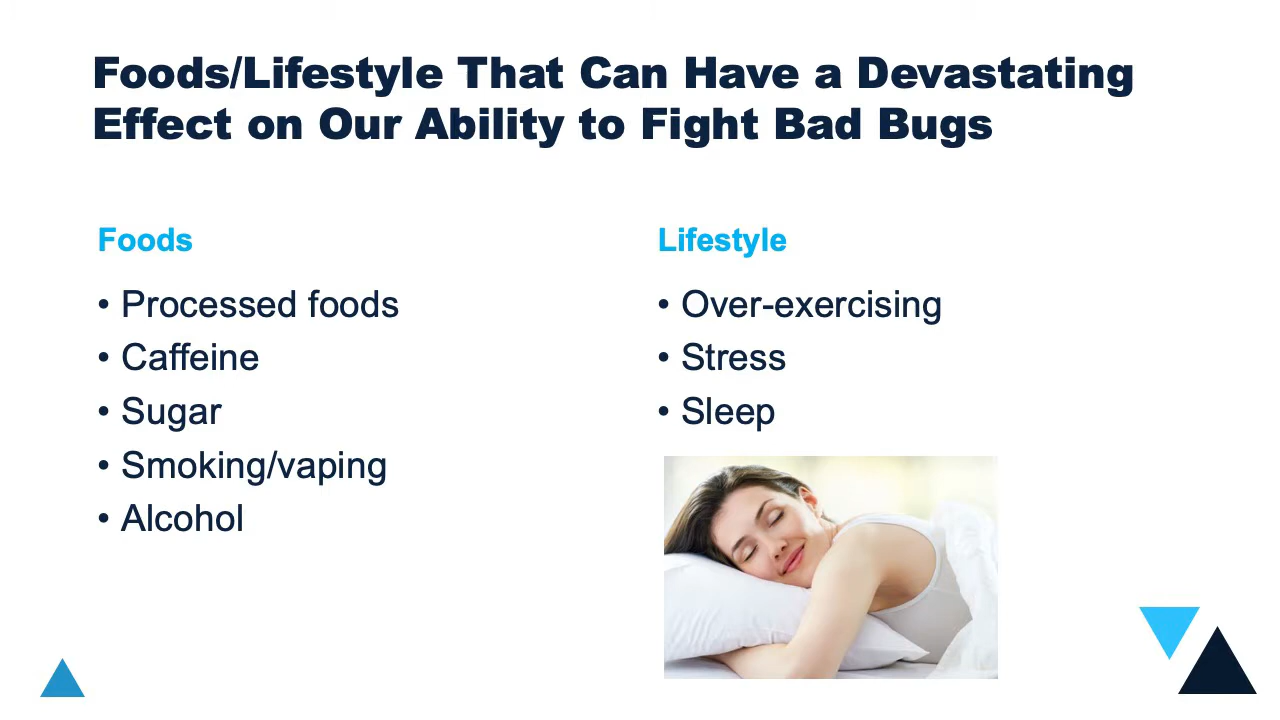 Foods/Lifestyle That Can Have a Devastating
Effect on Our Ability to Fight Bad Bugs
Foods
• Processed foods
• Caffeine
• Sugar
• Smoking/vaping
• Alcohol
Lifestyle
• Over-exercising
• Stress
• Sleep